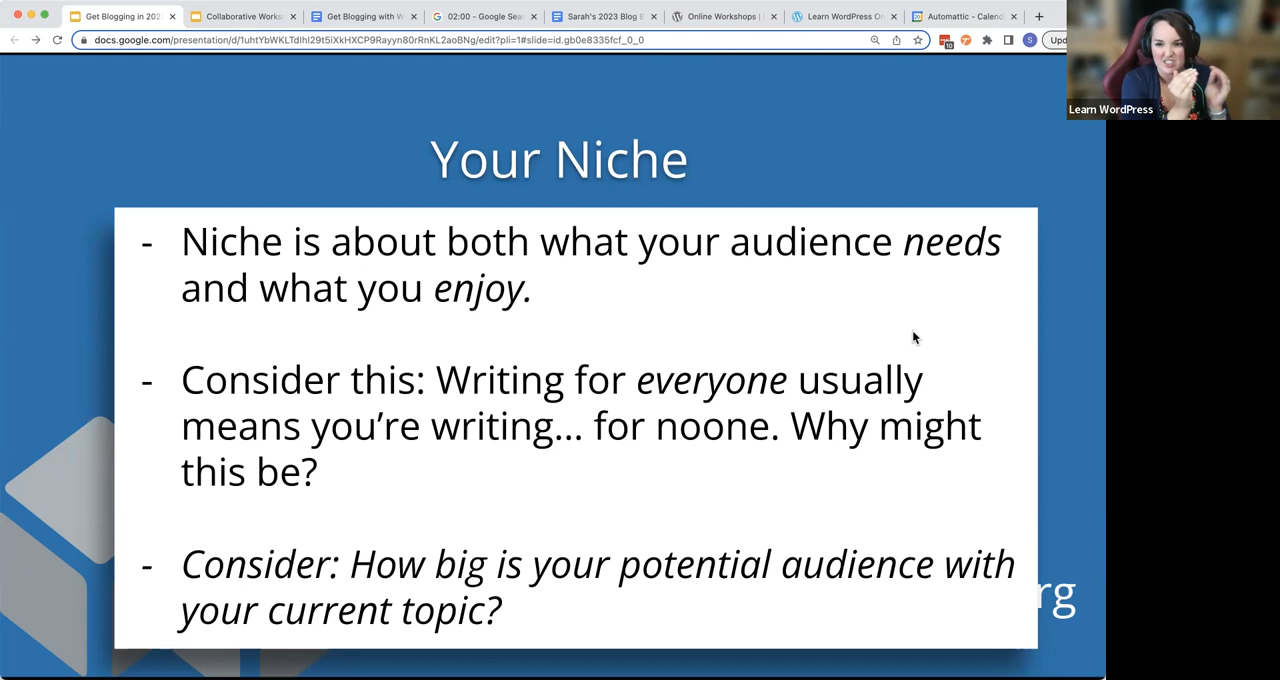 Get Blogging in 202
Collaborative Works
Get Blogging with W
02:00 - Google Sear
Sarah's 2023 Blog E
Online Workshops |
Learn WordPress On
Automattic - Calend
docs.google.com/presentation/d/1uhtYbWKLTdIhI29t5iXkHXCP9Rayyn80rRnKL2aoBNg/edit?pli=1#slide=id.gb0e8335fcf_0_0
10
S
Upd
Learn WordPress
Your Niche
- Niche is about both what your audience needs
and what you enjoy.
- Consider this: Writing for everyone usually
means you’re writing… for noone. Why might
this be?
- Consider: How big is your potential audience with
your current topic?
rg